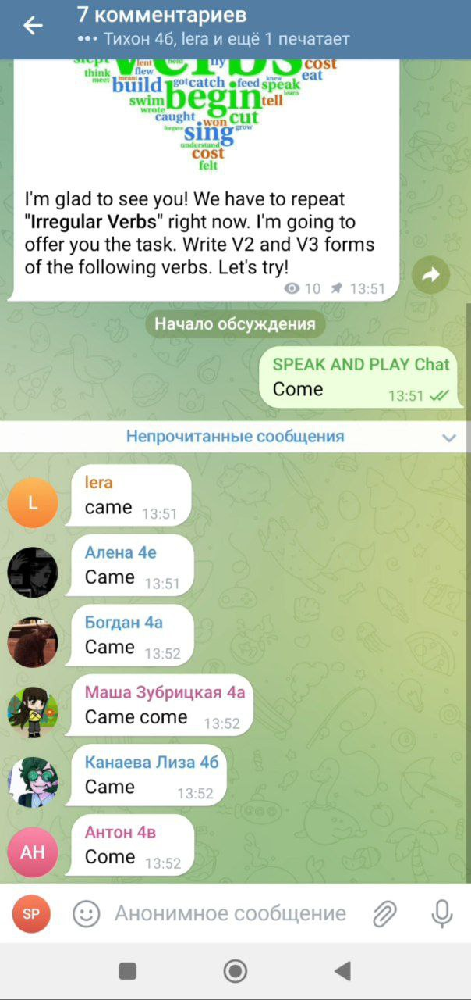 7 комментариев
••• Тихон 4б, lera и ещё 1 печатает
slept verbs cost
think lent held fly
meet meant flew eat
build got catch feed knew speak
swim begin tell learn
wrote
caught won cut
forgave sing grow
understand
cost
felt
I'm glad to see you! We have to repeat
"Irregular Verbs" right now. I'm going to
offer you the task. Write V2 and V3 forms
of the following verbs. Let's try!
10 13:51
Начало обсуждения
SPEAK AND PLAY Chat
Come 13:51
Непрочитанные сообщения
L
lera
came 13:51
Алена 4е
Came 13:51
Богдан 4а
Came 13:52
Маша Зубрицкая 4а
Came come 13:52
Канаева Лиза 4б
Came 13:52
АН
Антон 4в
Come 13:52
SP Анонимное сообщение